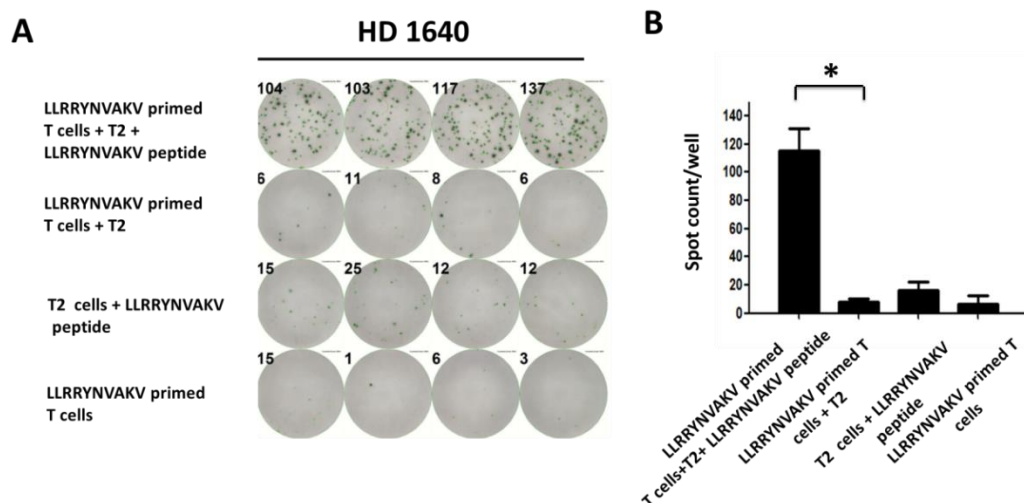 A
HD 1640
LLRRYNVAKV primed
T cells + T2 +
LLRRYNVAKV peptide
104 103 117 137
LLRRYNVAKV primed
T cells + T2
6 11 8 6
T2 cells + LLRRYNVAKV
peptide
15 25 12 12
LLRRYNVAKV primed
T cells
15 1 6 3
B
*
Spot count/well
140
120
100
80
60
40
20
0
LLRRYNVAKV primed
T cells+T2+ LLRRYNVAKV peptide
LLRRYNVAKV primed T
cells + T2
T2 cells + LLRRYNVAKV
peptide
LLRRYNVAKV primed T
cells